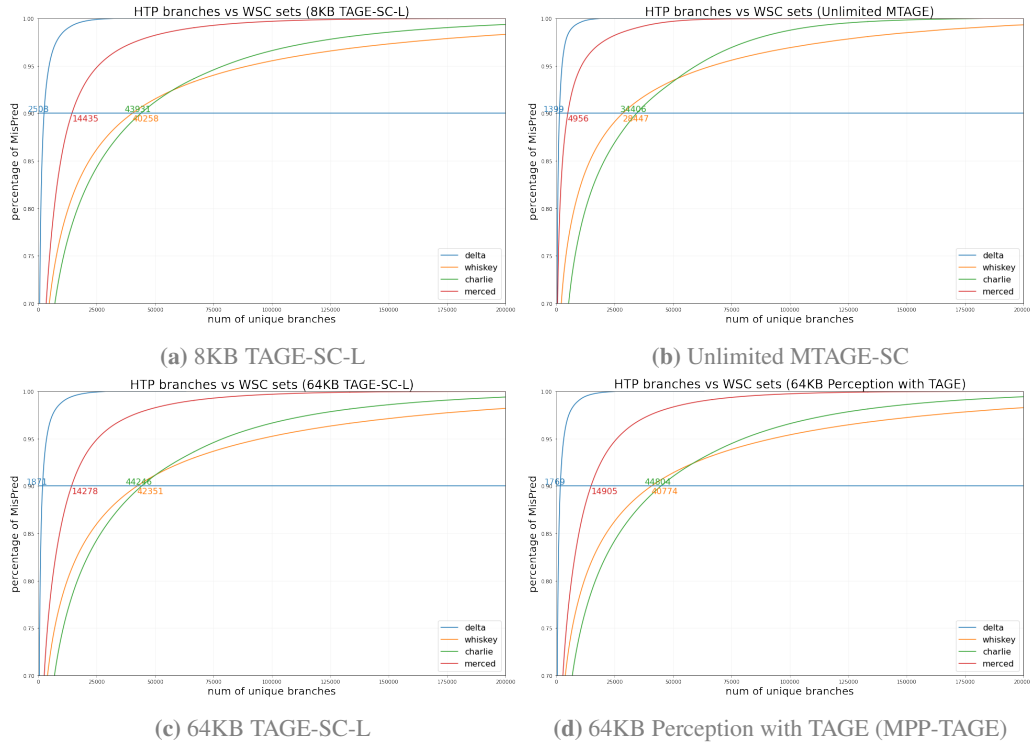 HTP branches vs WSC sets (8KB TAGE-SC-L)
percentage of MisPred
1.00
0.95
0.90
0.85
0.80
0.75
0.70
2508
14435
43931
40258
delta
whiskey
charlie
merced
0 25000 50000 75000 100000 125000 150000 175000 200000
num of unique branches
(a) 8KB TAGE-SC-L
HTP branches vs WSC sets (Unlimited MTAGE)
percentage of MisPred
1.00
0.95
0.90
0.85
0.80
0.75
0.70
1399
4956
34406
28447
delta
whiskey
charlie
merced
0 25000 50000 75000 100000 125000 150000 175000 200000
num of unique branches
(b) Unlimited MTAGE-SC
HTP branches vs WSC sets (64KB TAGE-SC-L)
percentage of MisPred
1.00
0.95
0.90
0.85
0.80
0.75
0.70
1871
14278
44246
42351
delta
whiskey
charlie
merced
0 25000 50000 75000 100000 125000 150000 175000 200000
num of unique branches
(c) 64KB TAGE-SC-L
HTP branches vs WSC sets (64KB Perception with TAGE)
percentage of MisPred
1.00
0.95
0.90
0.85
0.80
0.75
0.70
1769
14905
44804
40774
delta
whiskey
charlie
merced
0 25000 50000 75000 100000 125000 150000 175000 200000
num of unique branches
(d) 64KB Perception with TAGE (MPP-TAGE)